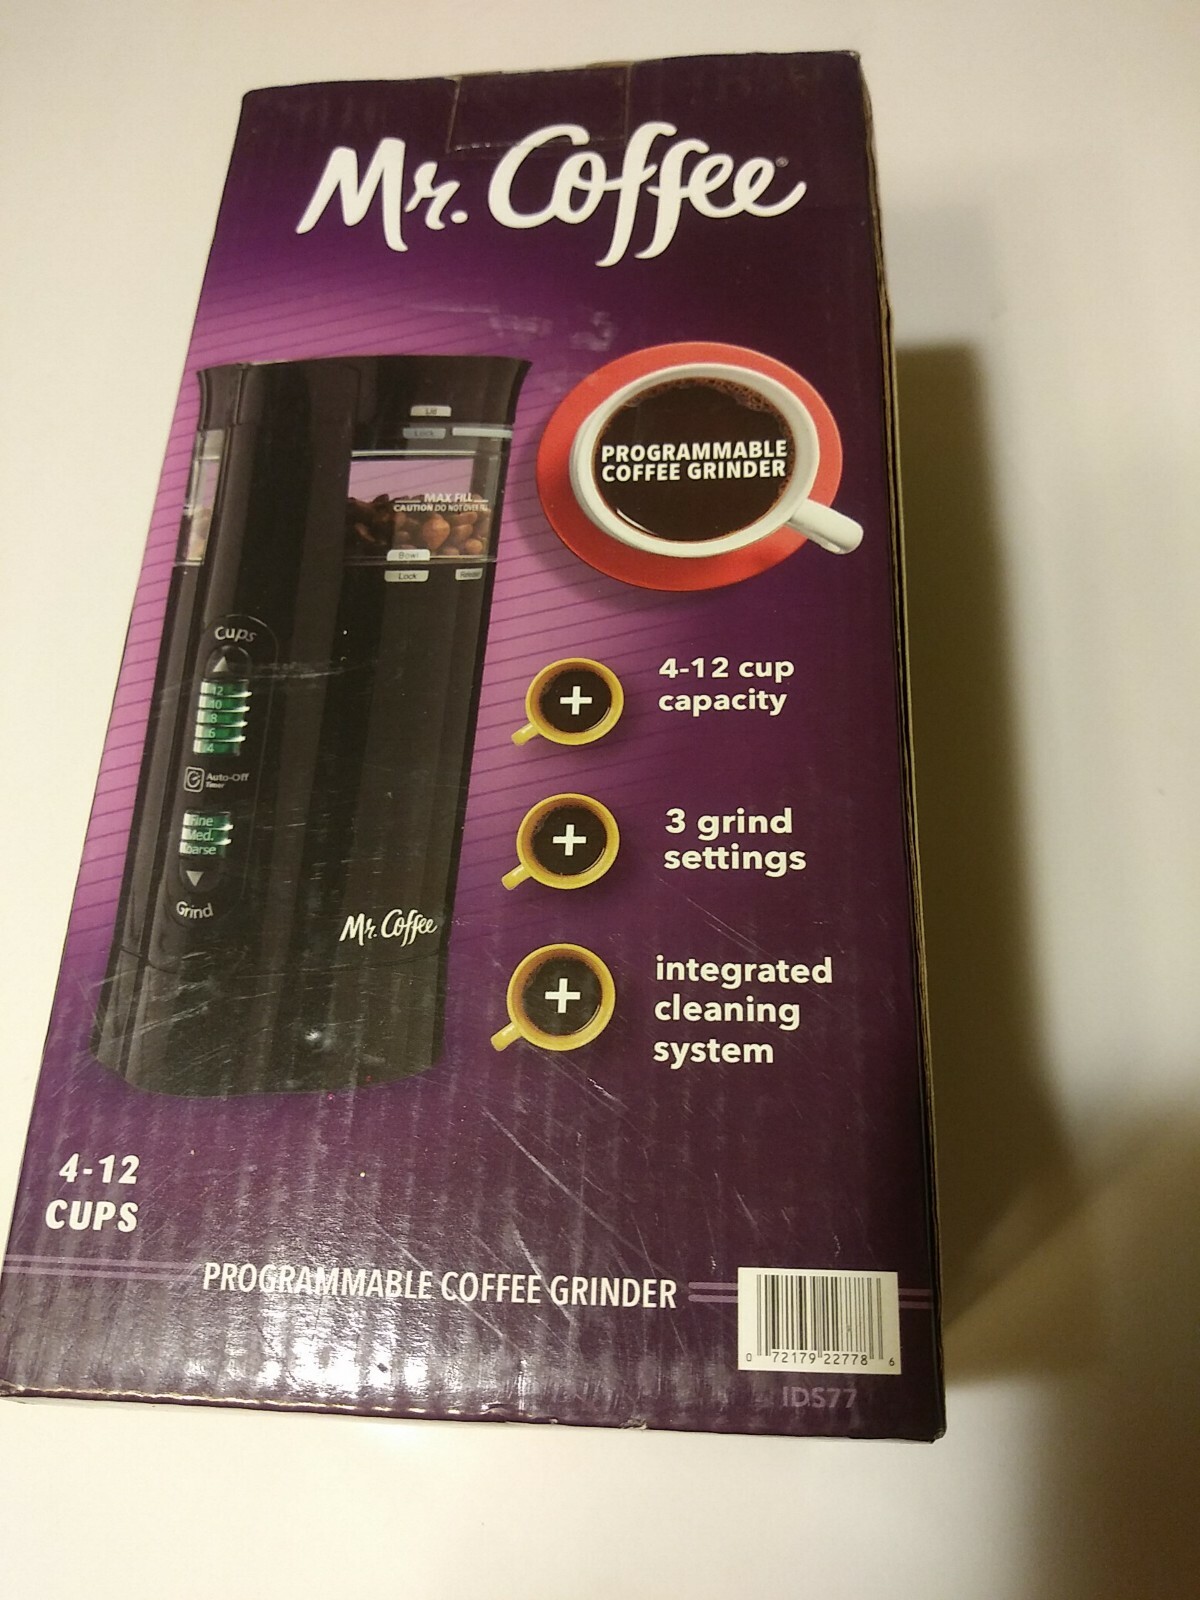 Mr. Coffee®
Lid
Lock
PROGRAMMABLE
COFFEE GRINDER
MAX FILL
CAUTION DO NOT OVERFILL
Bowl
Lock
Cups
12
10
8
6
4
Auto-Off
Timer
Fine
Med.
oarse
Grind
Mr. Coffee
4-12 cup
capacity
3 grind
settings
integrated
cleaning
system
4-12
CUPS
PROGRAMMABLE COFFEE GRINDER
0 72179 22778 6
IDS77